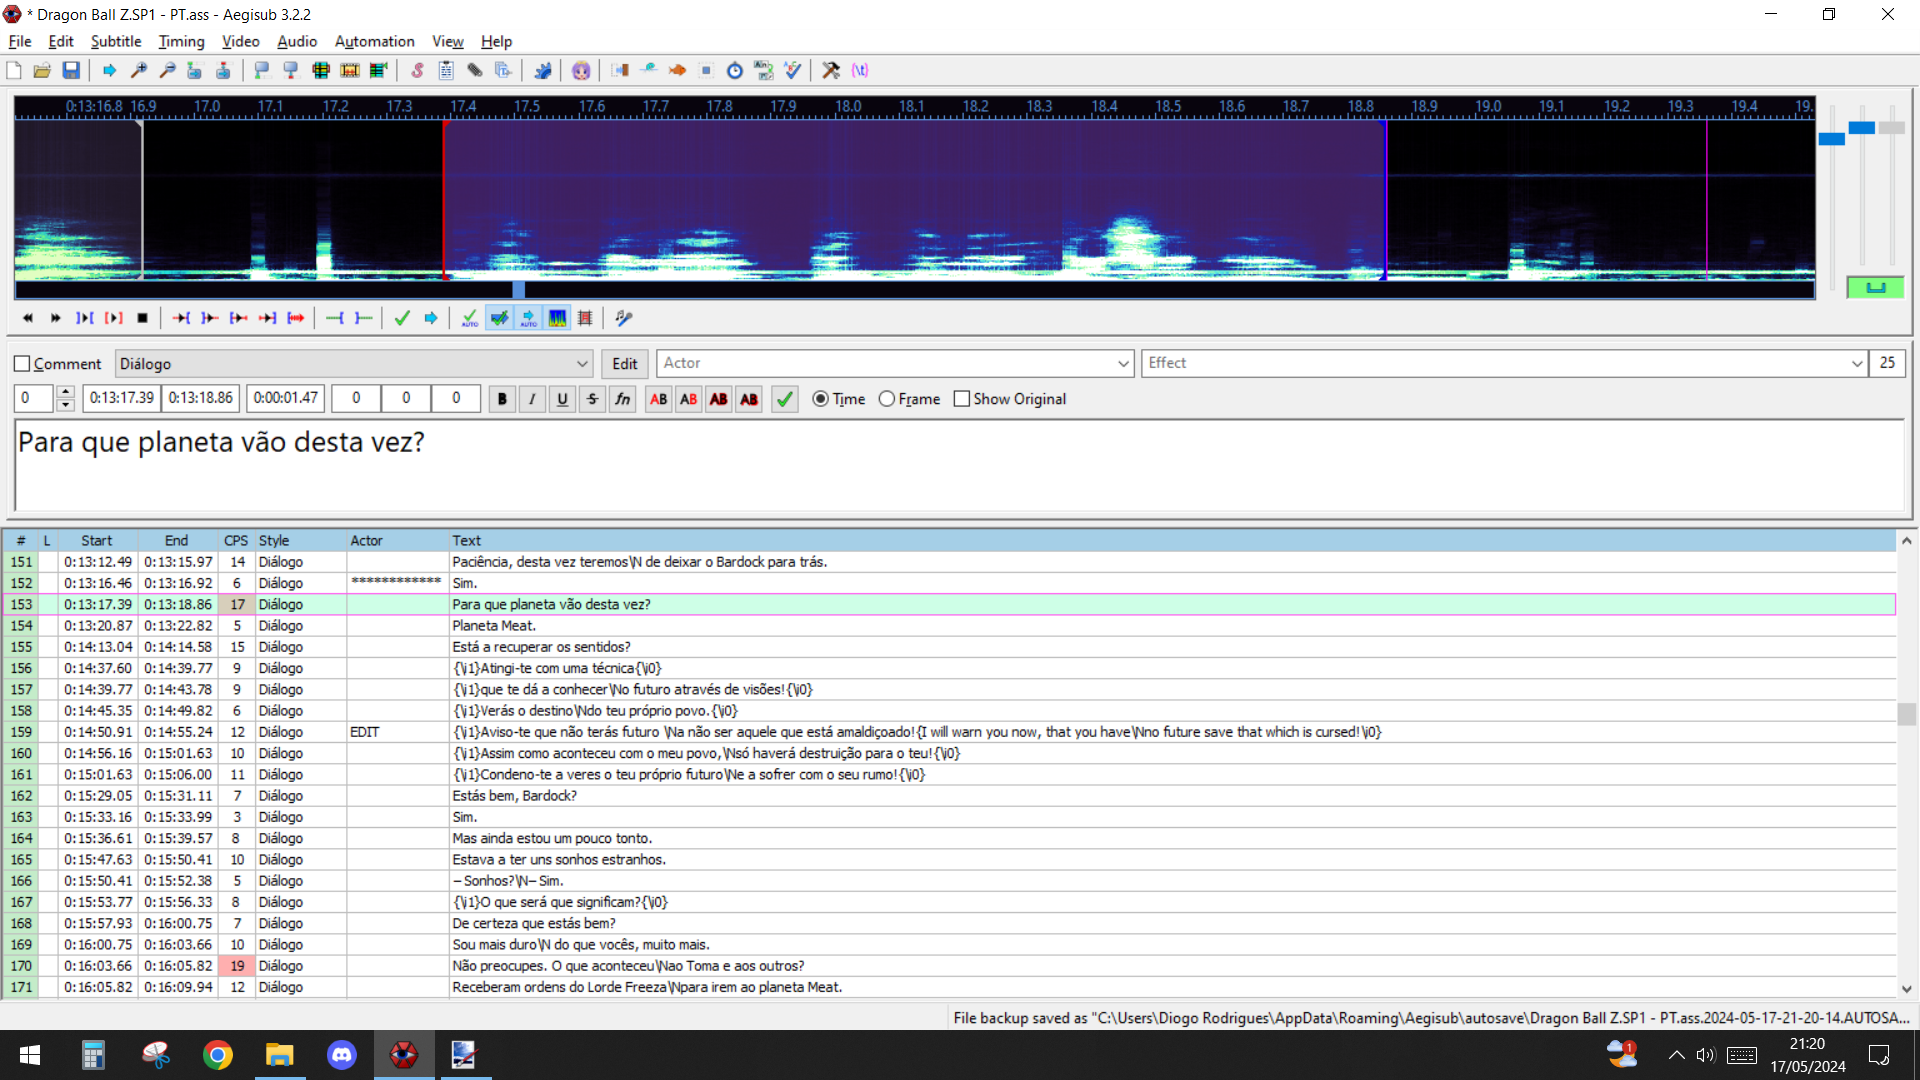 * Dragon Ball Z.SP1 - PT.ass - Aegisub 3.2.2
File Edit Subtitle Timing Video Audio Automation View Help
0:13:16.8 16.9 17.0 17.1 17.2 17.3 17.4 17.5 17.6 17.7 17.8 17.9 18.0 18.1 18.2 18.3 18.4 18.5 18.6 18.7 18.8 18.9 19.0 19.1 19.2 19.3 19.4 19.
AUTO AUTO
Comment Diálogo Edit Actor Effect 25
0 0:13:17.39 0:13:18.86 0:00:01.47 0 0 0 B I U S fn AB AB AB AB Time Frame Show Original
Para que planeta vão desta vez?
# L Start End CPS Style Actor Text
151 0:13:12.49 0:13:15.97 14 Diálogo Paciência, desta vez teremos\N de deixar o Bardock para trás.
152 0:13:16.46 0:13:16.92 6 Diálogo ************ Sim.
153 0:13:17.39 0:13:18.86 17 Diálogo Para que planeta vão desta vez?
154 0:13:20.87 0:13:22.82 5 Diálogo Planeta Meat.
155 0:14:13.04 0:14:14.58 15 Diálogo Está a recuperar os sentidos?
156 0:14:37.60 0:14:39.77 9 Diálogo {\i1}Atingi-te com uma técnica{\i0}
157 0:14:39.77 0:14:43.78 9 Diálogo {\i1}que te dá a conhecer\No futuro através de visões!{\i0}
158 0:14:45.35 0:14:49.82 6 Diálogo {\i1}Verás o destino\Ndo teu próprio povo.{\i0}
159 0:14:50.91 0:14:55.24 12 Diálogo EDIT {\i1}Aviso-te que não terás futuro \Na não ser aquele que está amaldiçoado!{I will warn you now, that you have\Nno future save that which is cursed!\i0}
160 0:14:56.16 0:15:01.63 10 Diálogo {\i1}Assim como aconteceu com o meu povo,\Nsó haverá destruição para o teu!{\i0}
161 0:15:01.63 0:15:06.00 11 Diálogo {\i1}Condeno-te a veres o teu próprio futuro\Ne a sofrer com o seu rumo!{\i0}
162 0:15:29.05 0:15:31.11 7 Diálogo Estás bem, Bardock?
163 0:15:33.16 0:15:33.99 3 Diálogo Sim.
164 0:15:36.61 0:15:39.57 8 Diálogo Mas ainda estou um pouco tonto.
165 0:15:47.63 0:15:50.41 10 Diálogo Estava a ter uns sonhos estranhos.
166 0:15:50.41 0:15:52.38 5 Diálogo – Sonhos?\N– Sim.
167 0:15:53.77 0:15:56.33 8 Diálogo {\i1}O que será que significam?{\i0}
168 0:15:57.93 0:16:00.75 7 Diálogo De certeza que estás bem?
169 0:16:00.75 0:16:03.66 10 Diálogo Sou mais duro\N do que vocês, muito mais.
170 0:16:03.66 0:16:05.82 19 Diálogo Não preocupes. O que aconteceu\Nao Toma e aos outros?
171 0:16:05.82 0:16:09.94 12 Diálogo Receberam ordens do Lorde Freeza\Npara irem ao planeta Meat.
File backup saved as "C:\Users\Diogo Rodrigues\AppData\Roaming\Aegisub\autosave\Dragon Ball Z.SP1 - PT.ass.2024-05-17-21-20-14.AUTOSA...
1
21:20
17/05/2024